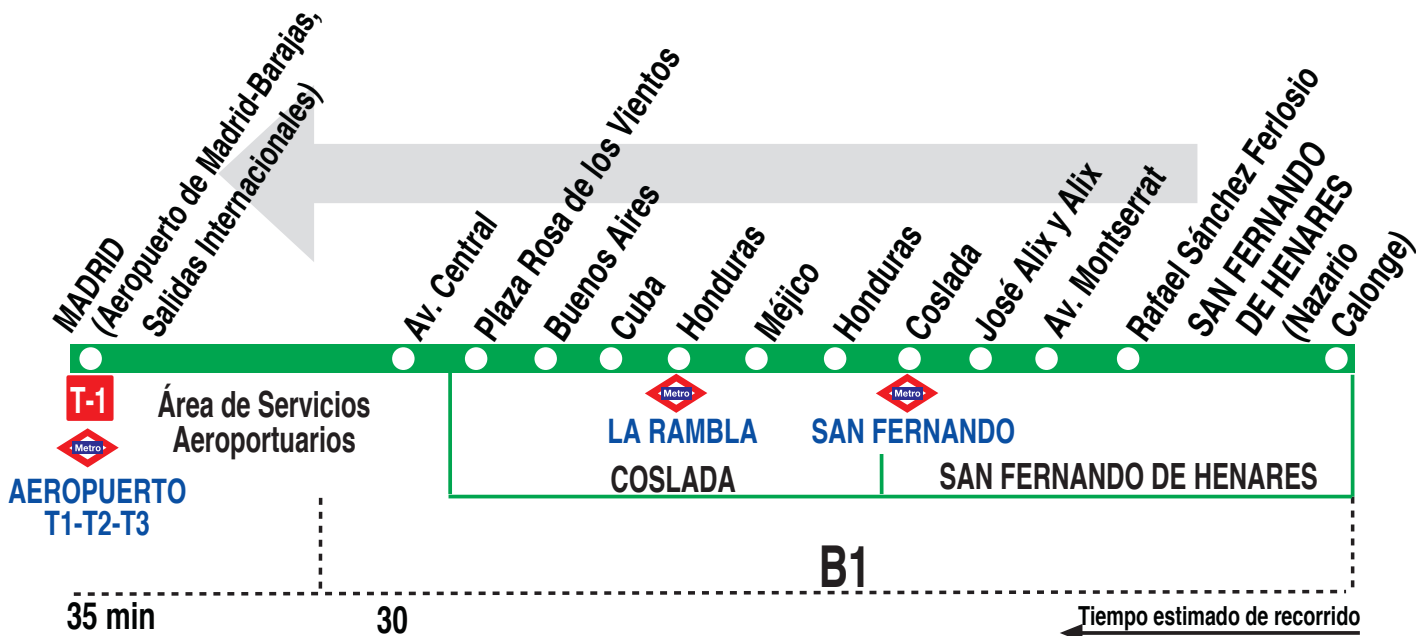 MADRID
(Aeropuerto de Madrid-Barajas,
Salidas Internacionales)
Av. Central
Plaza Rosa de los Vientos
Buenos Aires
Cuba
Honduras
Méjico
Honduras
Coslada
José Alix y Alix
Av. Montserrat
Rafael Sánchez Ferlosio
SAN FERNANDO
DE HENARES
(Nazario
Calonge)
T-1
Metro
AEROPUERTO
T1-T2-T3
Área de Servicios
Aeroportuarios
Metro
LA RAMBLA
Metro
SAN FERNANDO
COSLADA
SAN FERNANDO DE HENARES
B1
35 min
30
Tiempo estimado de recorrido